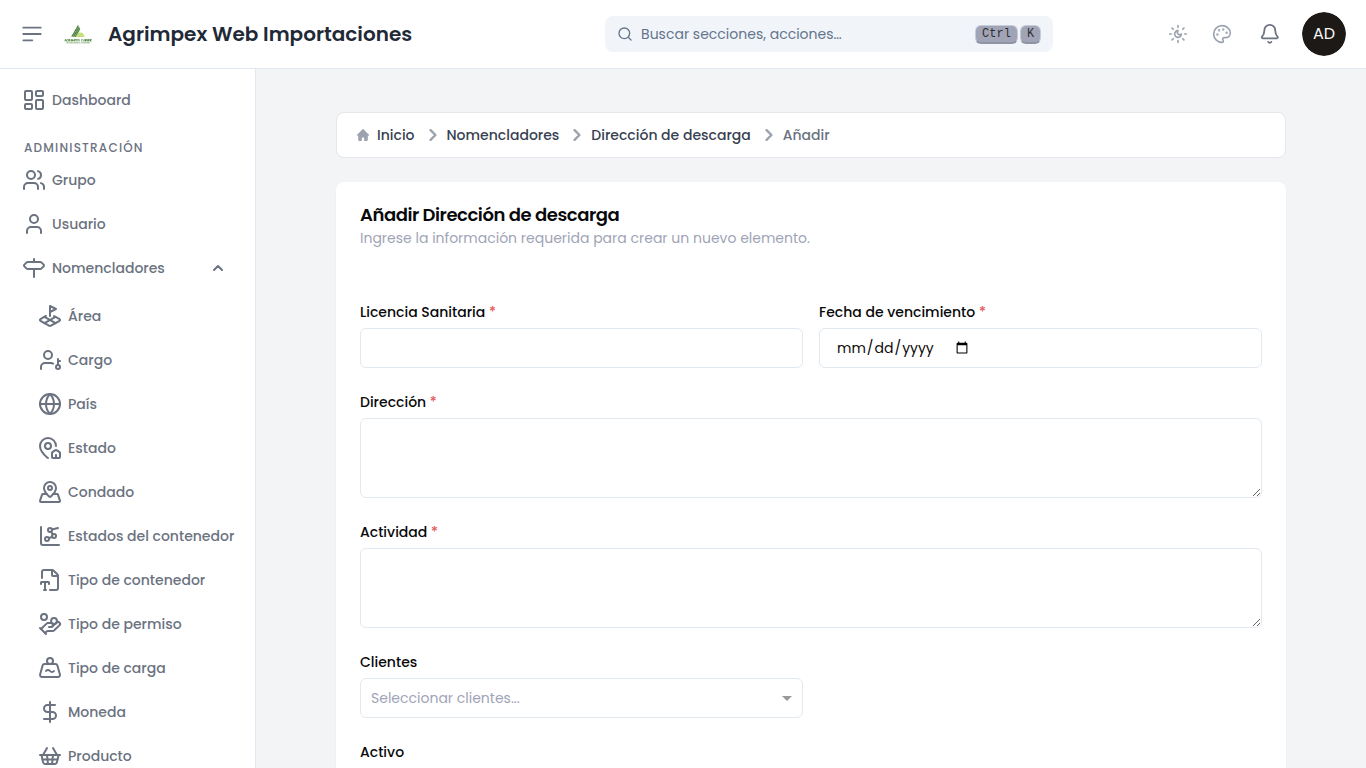 Agrimpex Web Importaciones
Buscar secciones, acciones...
Ctrl K
AD
Dashboard
ADMINISTRACIÓN
Grupo
Usuario
Nomencladores
Área
Cargo
País
Estado
Condado
Estados del contenedor
Tipo de contenedor
Tipo de permiso
Tipo de carga
Moneda
Producto
Inicio > Nomencladores > Dirección de descarga > Añadir
Añadir Dirección de descarga
Ingrese la información requerida para crear un nuevo elemento.
Licencia Sanitaria *
Fecha de vencimiento *
mm/dd/yyyy
Dirección *
Actividad *
Clientes
Seleccionar clientes...
Activo